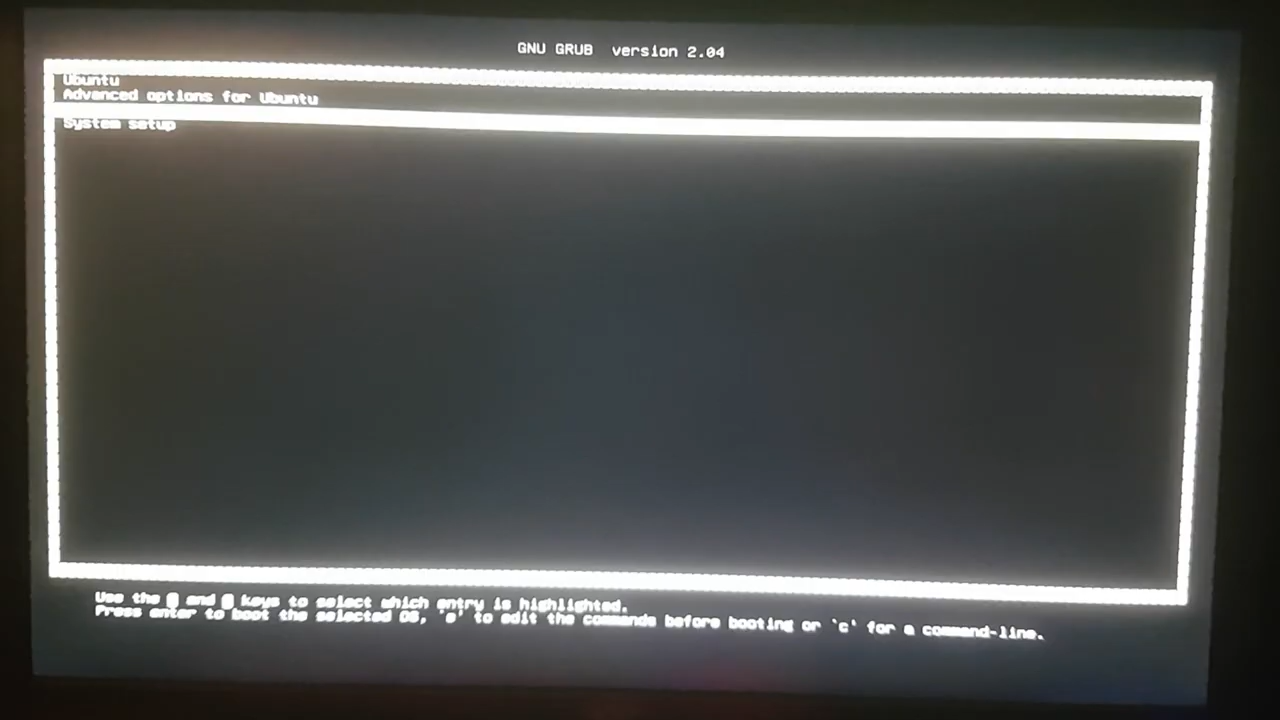 GNU GRUB version 2.04
Ubuntu
Advanced options for Ubuntu
System setup
Use the and keys to select which entry is highlighted.
Press enter to boot the selected OS, `e' to edit the commands before booting or `c' for a command-line.